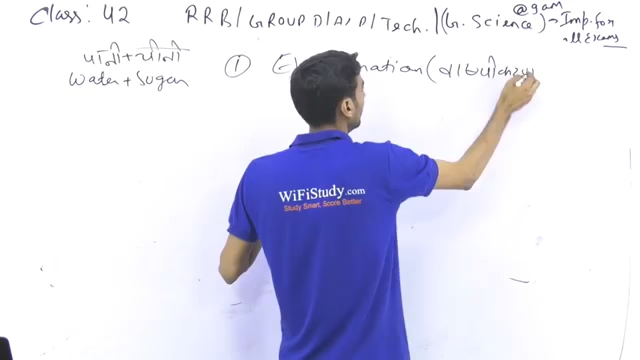 Class: 42
RRB/GROUP D/ALP/Tech. (G. Science) @9am → Imp. for all Exams
पानी + चीनी
Water + Sugar
①
WiFiStudy.com
Study Smart, Score Better